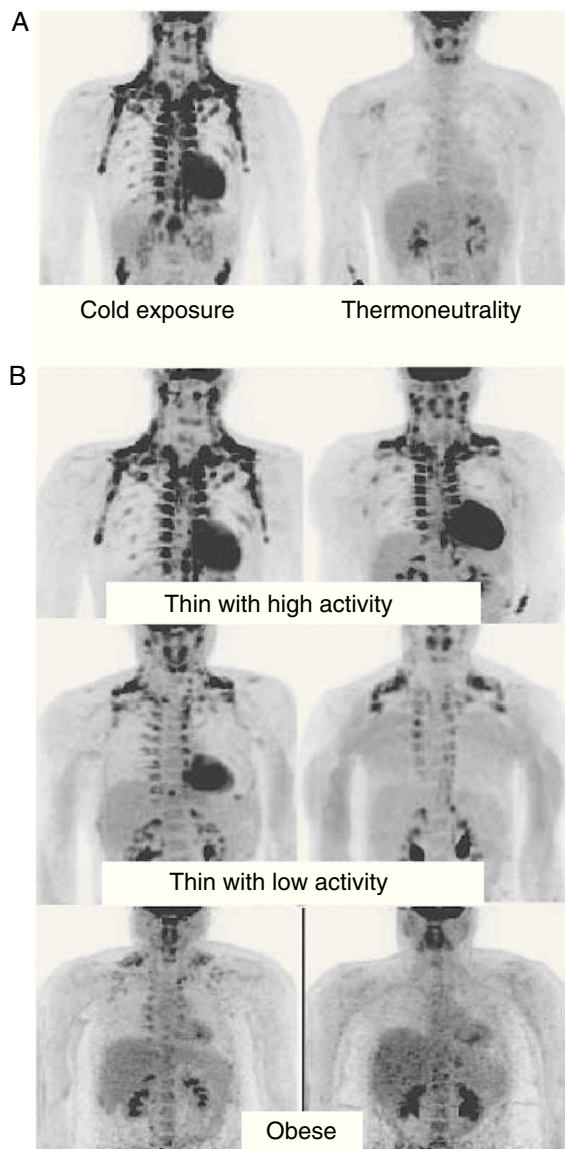 A
Cold exposure
Thermoneutrality
B
Thin with high activity
Thin with low activity
Obese